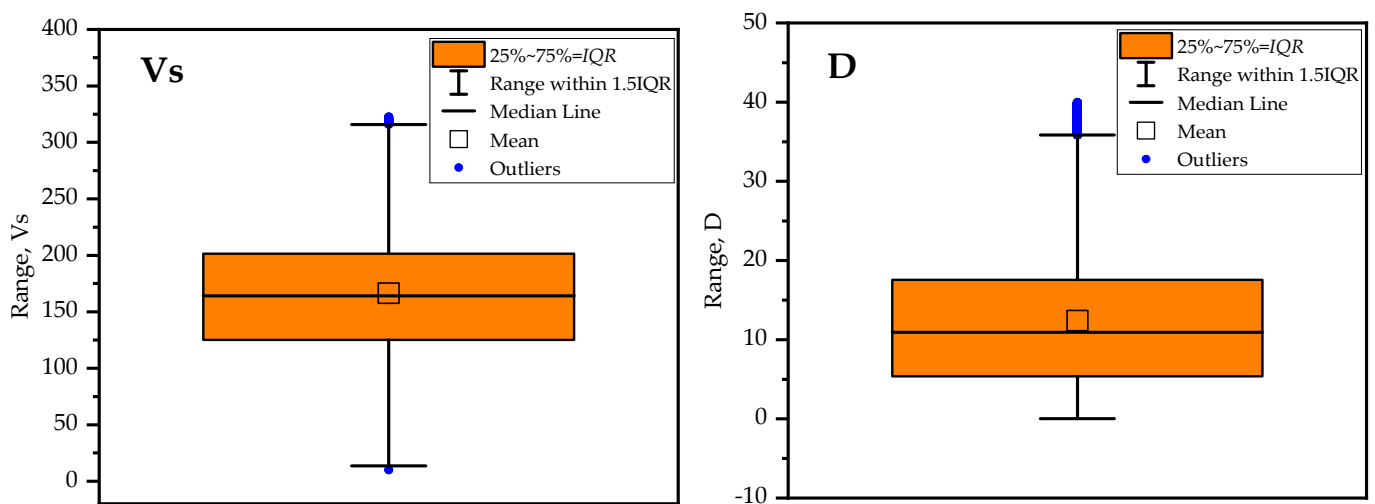 Vs
25%~75%=IQR
Range within 1.5IQR
Median Line
Mean
Outliers
400
350
300
250
200
150
100
50
0
Range, Vs
D
25%~75%=IQR
Range within 1.5IQR
Median Line
Mean
Outliers
50
40
30
20
10
0
-10
Range, D